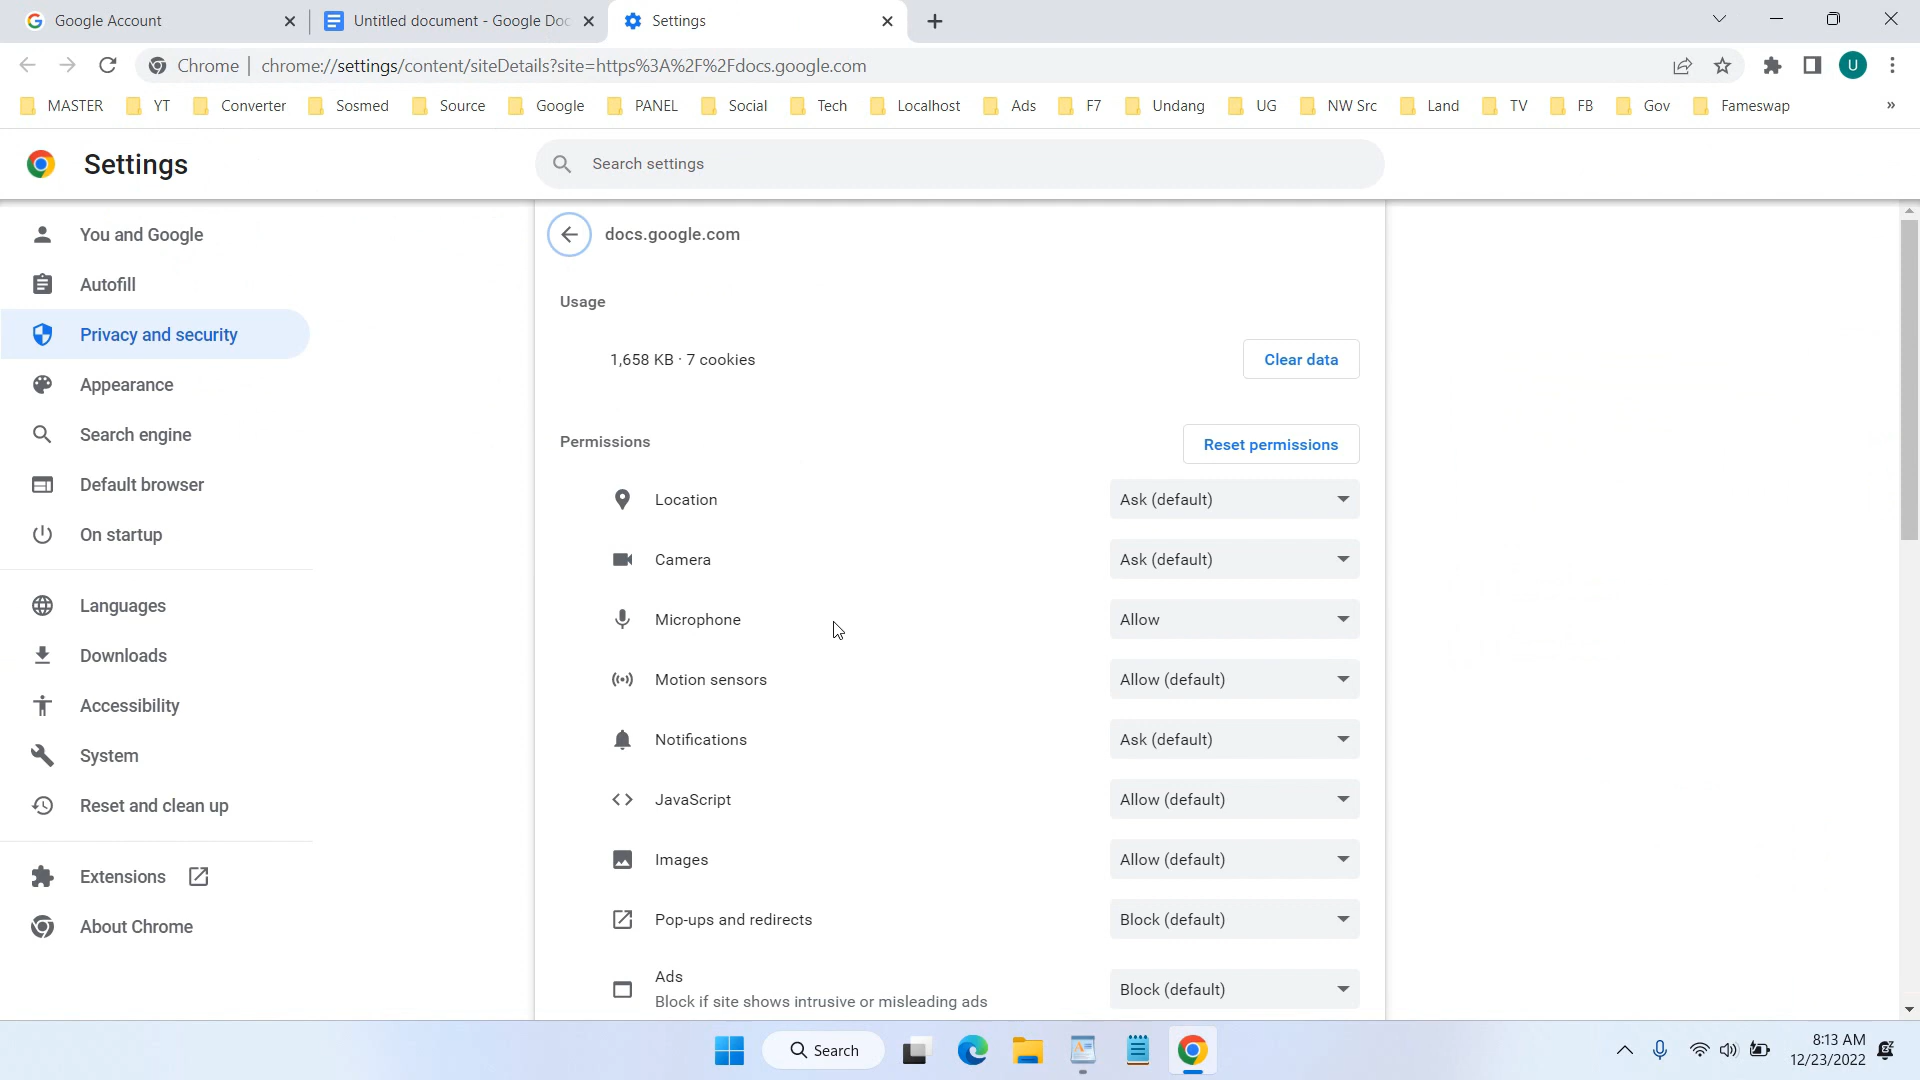 Google Account
Untitled document - Google Doc
Settings
Chrome | chrome://settings/content/siteDetails?site=https%3A%2F%2Fdocs.google.com
U
MASTER YT Converter Sosmed Source Google PANEL Social Tech Localhost Ads F7 Undang UG NW Src Land TV FB Gov Fameswap »
Settings
Search settings
You and Google
Autofill
Privacy and security
Appearance
Search engine
Default browser
On startup
Languages
Downloads
Accessibility
System
Reset and clean up
Extensions
About Chrome
docs.google.com
Usage
1,658 KB · 7 cookies
Clear data
Permissions
Reset permissions
Location Ask (default)
Camera Ask (default)
Microphone Allow
Motion sensors Allow (default)
Notifications Ask (default)
JavaScript Allow (default)
Images Allow (default)
Pop-ups and redirects Block (default)
Ads
Block if site shows intrusive or misleading ads
Block (default)
Search
8:13 AM
12/23/2022